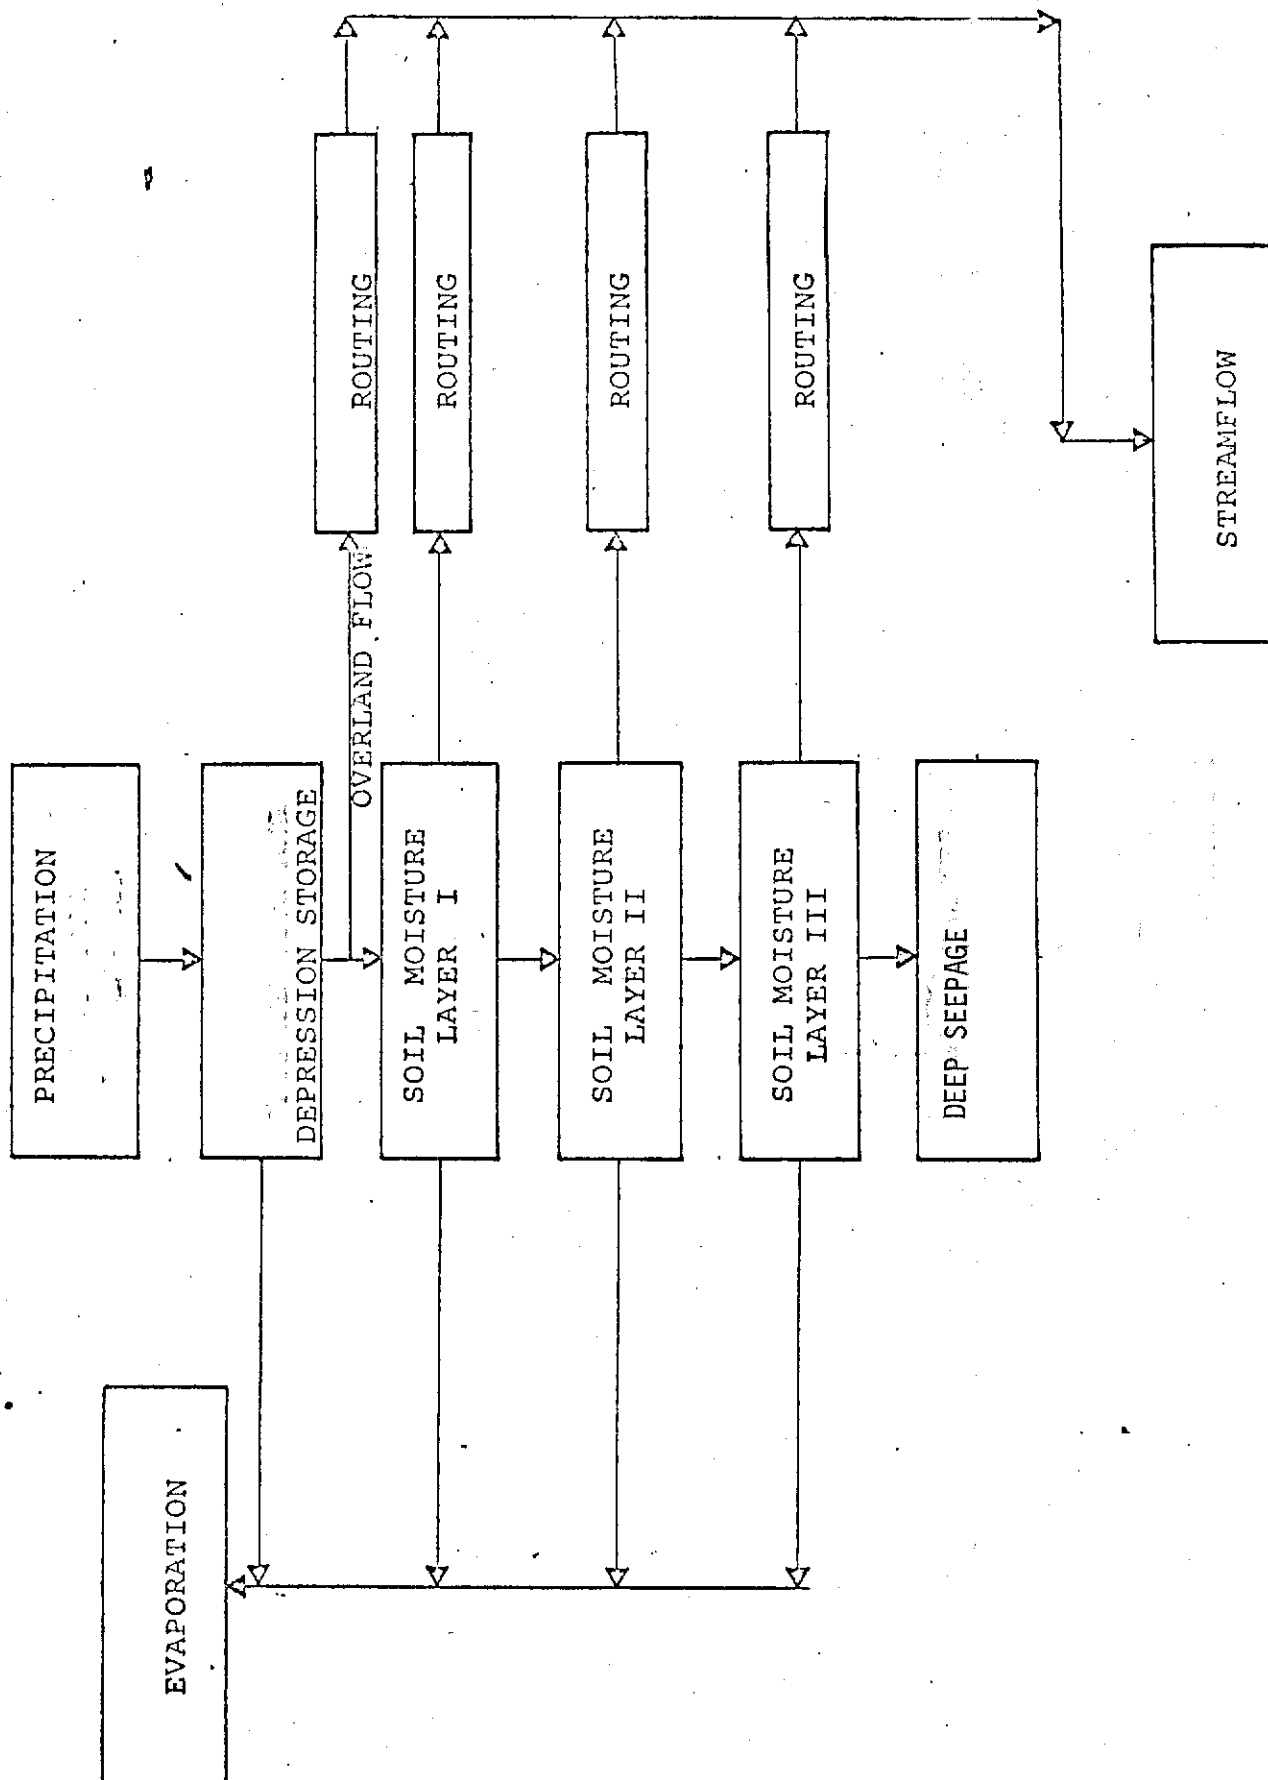 PRECIPITATION
EVAPORATION
DEPRESSION STORAGE
OVERLAND FLOW
ROUTING
SOIL MOISTURE
LAYER I
ROUTING
SOIL MOISTURE
LAYER II
ROUTING
SOIL MOISTURE
LAYER III
ROUTING
DEEP SEEPAGE
STREAMFLOW